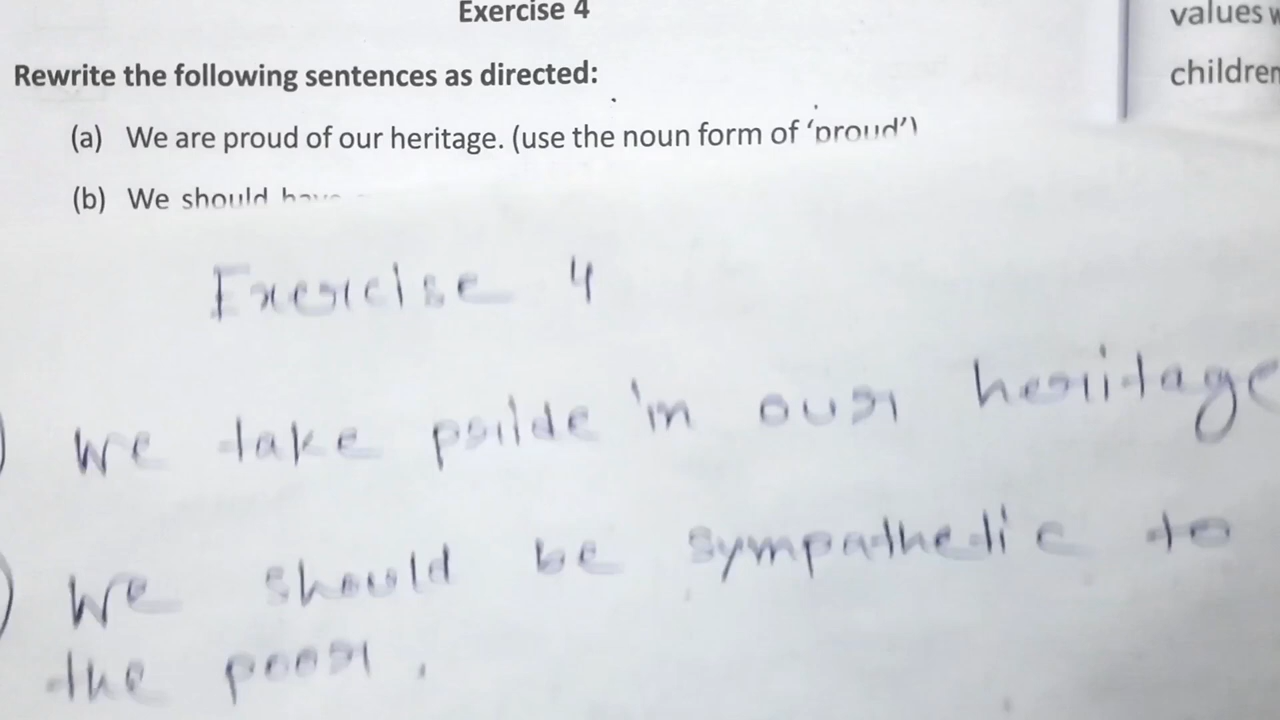 Exercise 4
values
Rewrite the following sentences as directed:
children
(a) We are proud of our heritage. (use the noun form of ‘proud’)
(b) We should have
Exercise 4
We take pride in our heritage
We should be sympathetic to
the poor.